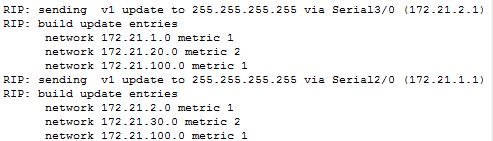 RIP: sending  v1 update to 255.255.255.255 via Serial3/0 (172.21.2.1)
RIP: build update entries
      network 172.21.1.0 metric 1
      network 172.21.20.0 metric 2
      network 172.21.100.0 metric 1
RIP: sending  v1 update to 255.255.255.255 via Serial2/0 (172.21.1.1)
RIP: build update entries
      network 172.21.2.0 metric 1
      network 172.21.30.0 metric 2
      network 172.21.100.0 metric 1